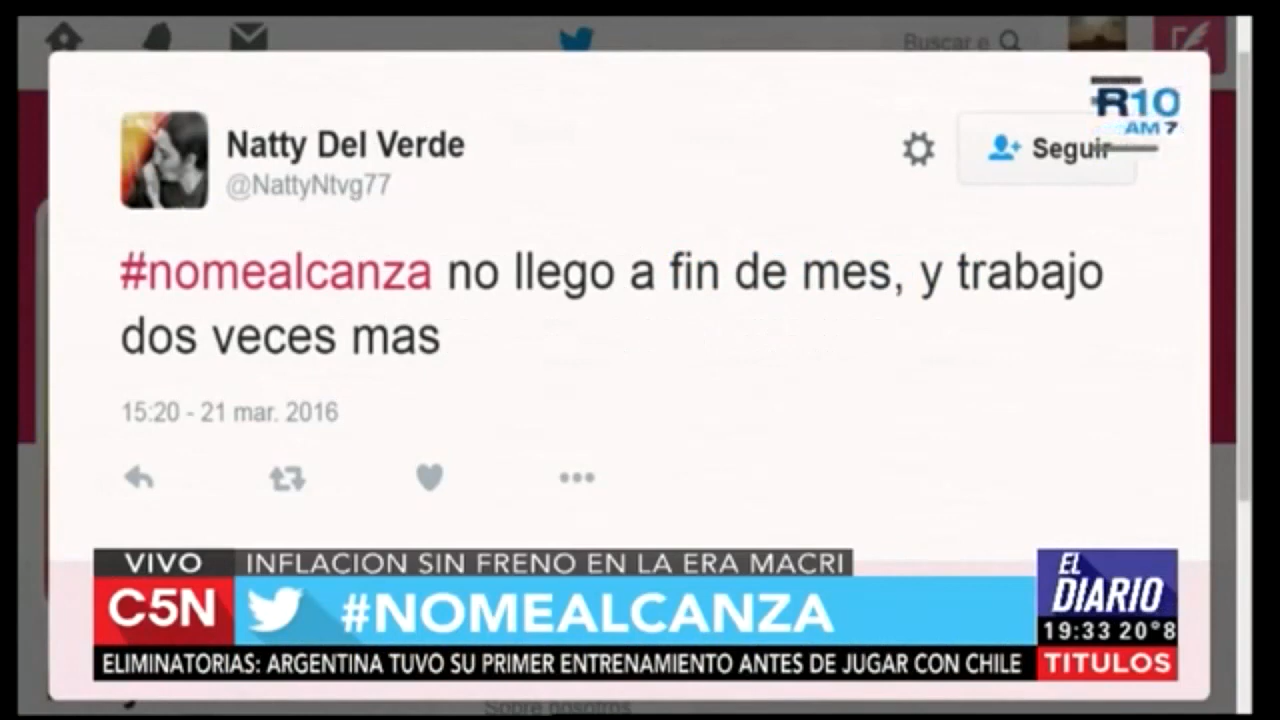 Buscar e
R10
AM 7
Natty Del Verde
@NattyNtvg77
Seguir
#nomealcanza no llego a fin de mes, y trabajo
dos veces mas
15:20 - 21 mar. 2016
VIVO
INFLACION SIN FRENO EN LA ERA MACRI
C5N
#NOMEALCANZA
EL
DIARIO
19:33 20°8
ELIMINATORIAS: ARGENTINA TUVO SU PRIMER ENTRENAMIENTO ANTES DE JUGAR CON CHILE
TITULOS
Sobre nosotros